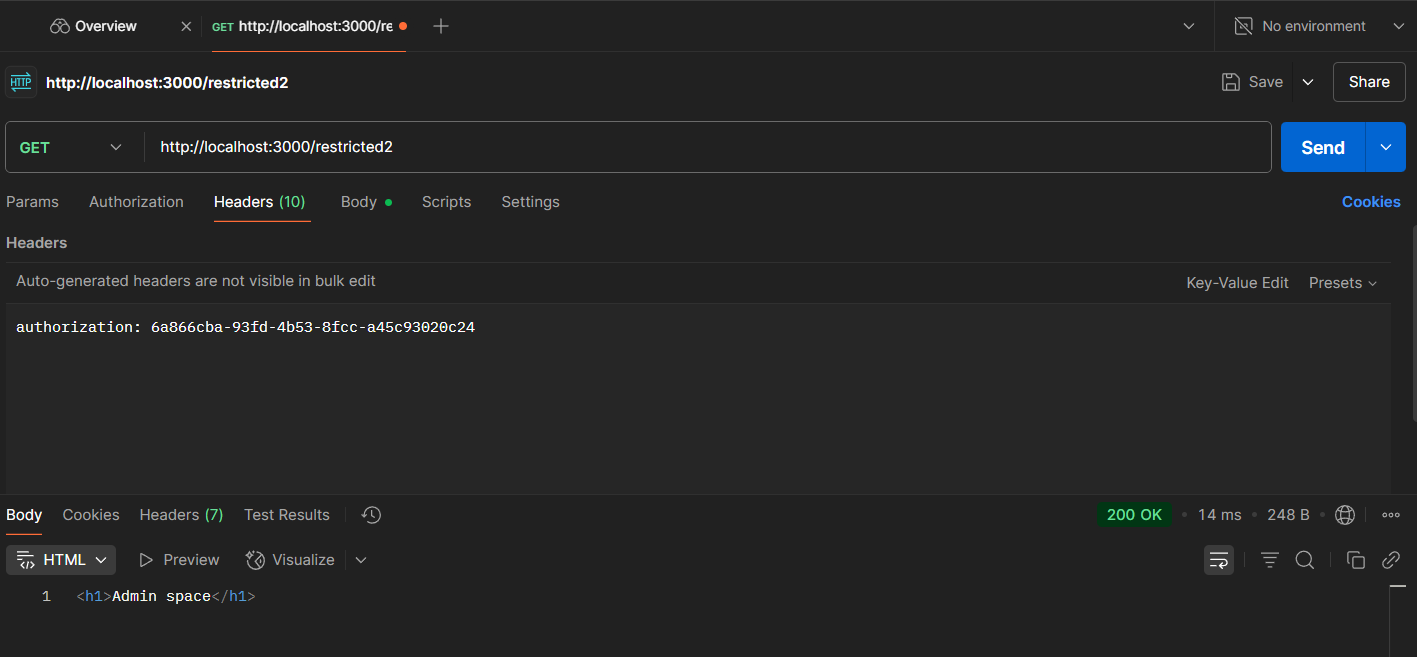 Overview
GET http://localhost:3000/re
No environment
HTTP http://localhost:3000/restricted2
Save
Share
GET http://localhost:3000/restricted2
Send
Params Authorization Headers (10) Body Scripts Settings Cookies
Headers
Auto-generated headers are not visible in bulk edit Key-Value Edit Presets
authorization: 6a866cba-93fd-4b53-8fcc-a45c93020c24
Body Cookies Headers (7) Test Results 200 OK 14 ms 248 B
HTML Preview Visualize
1 <h1>Admin space</h1>